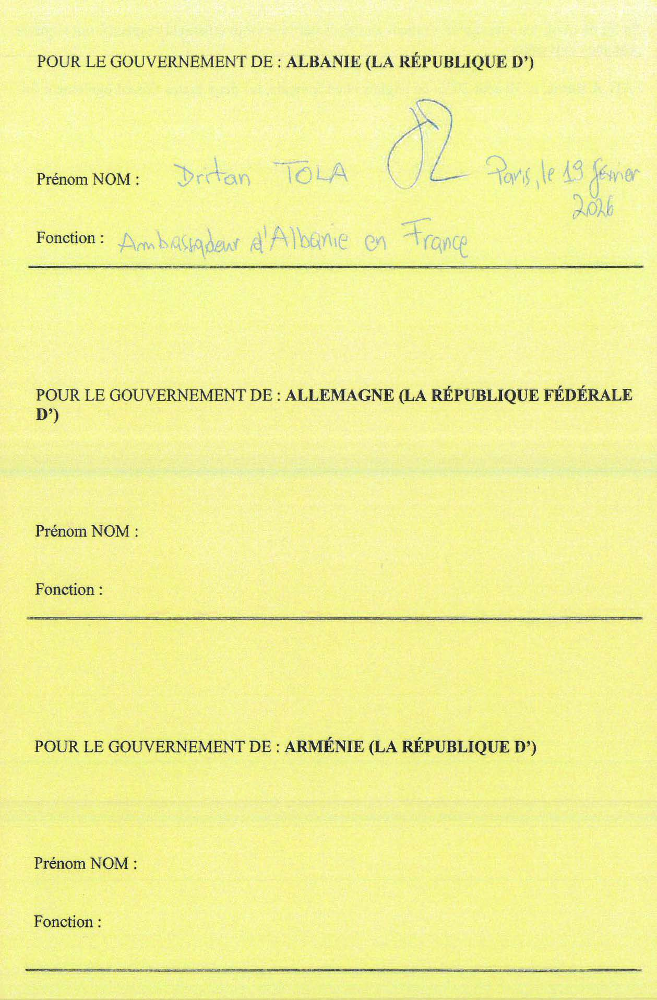 POUR LE GOUVERNEMENT DE : ALBANIE (LA RÉPUBLIQUE D’)
Prénom NOM : Dritan TOLA Paris, le 19 février
2026
Fonction : Ambassadeur d'Albanie en France
POUR LE GOUVERNEMENT DE : ALLEMAGNE (LA RÉPUBLIQUE FÉDÉRALE
D’)
Prénom NOM :
Fonction :
POUR LE GOUVERNEMENT DE : ARMÉNIE (LA RÉPUBLIQUE D’)
Prénom NOM :
Fonction :